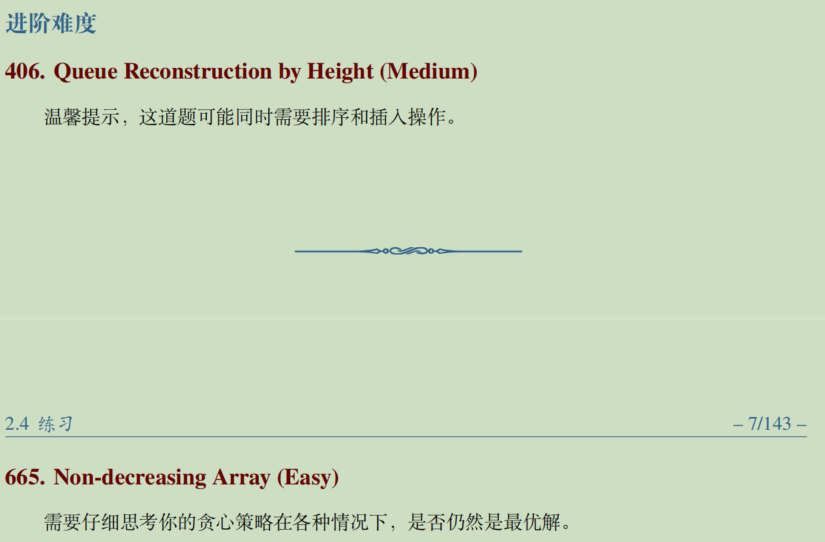 进阶难度
406. Queue Reconstruction by Height (Medium)
温馨提示，这道题可能同时需要排序和插入操作。
2.4 练习 – 7/143 –
665. Non-decreasing Array (Easy)
需要仔细思考你的贪心策略在各种情况下，是否仍然是最优解。